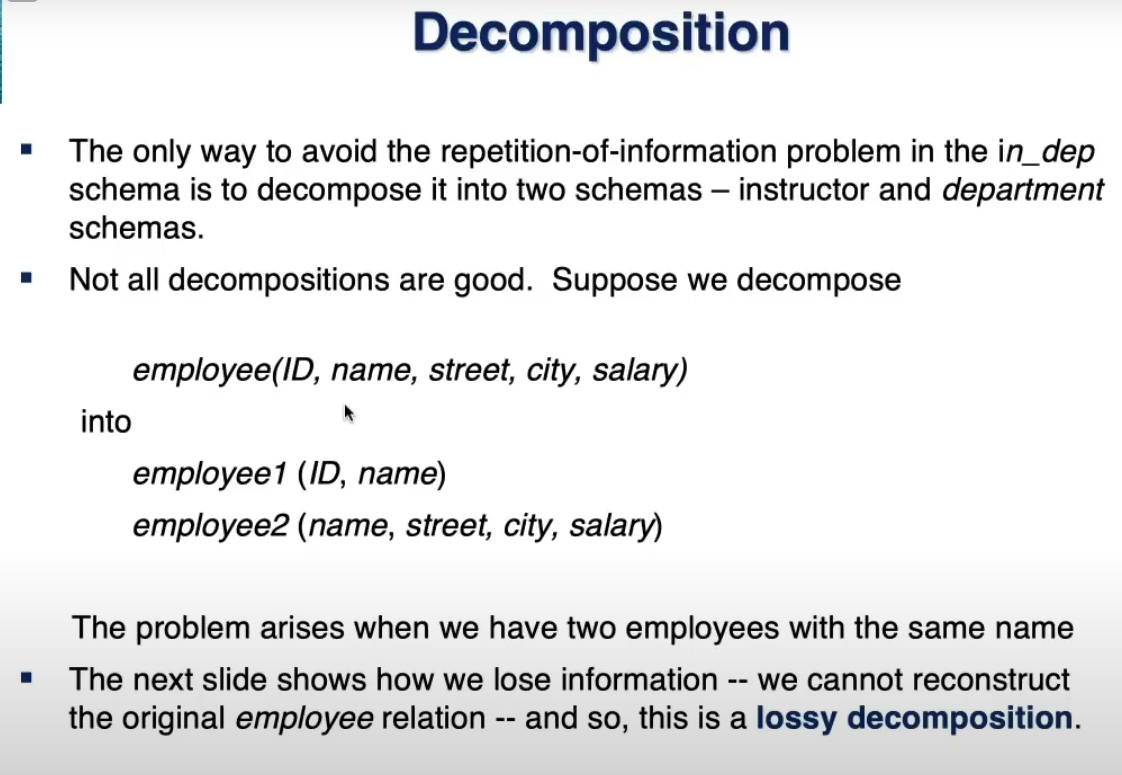 Decomposition
▪ The only way to avoid the repetition-of-information problem in the in_dep
schema is to decompose it into two schemas – instructor and department
schemas.
▪ Not all decompositions are good. Suppose we decompose
employee(ID, name, street, city, salary)
into
employee1 (ID, name)
employee2 (name, street, city, salary)
The problem arises when we have two employees with the same name
▪ The next slide shows how we lose information -- we cannot reconstruct
the original employee relation -- and so, this is a lossy decomposition.